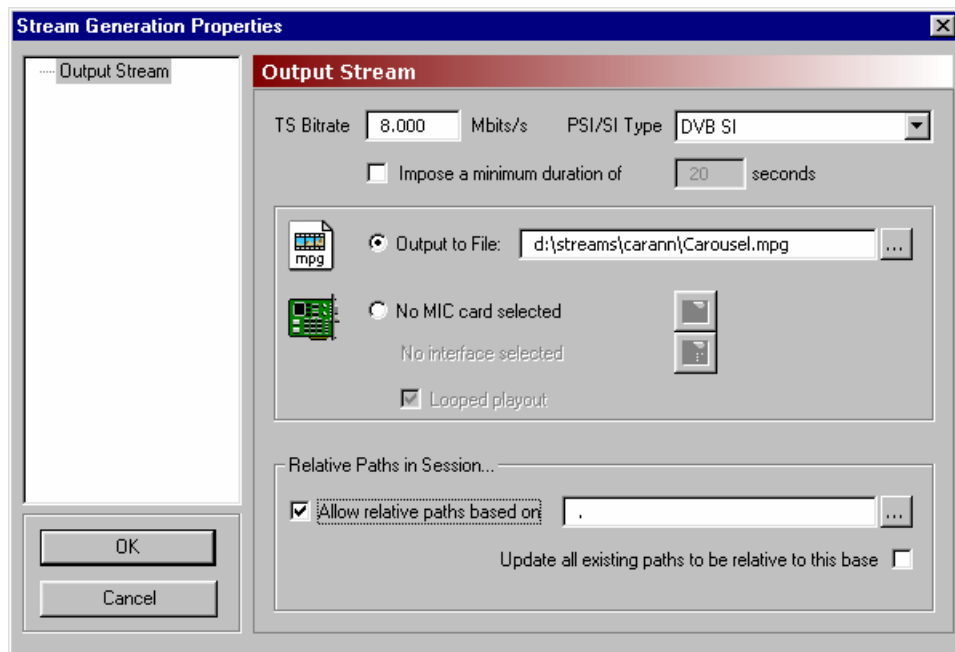 Stream Generation Properties
Output Stream
Output Stream
TS Bitrate 8.000 Mbits/s PSI/SI Type DVB SI
Impose a minimum duration of 20 seconds
mpg
Output to File: d:\streams\carann\Carousel.mpg ...
No MIC card selected
No interface selected
Looped playout
Relative Paths in Session...
Allow relative paths based on . ...
Update all existing paths to be relative to this base
OK
Cancel